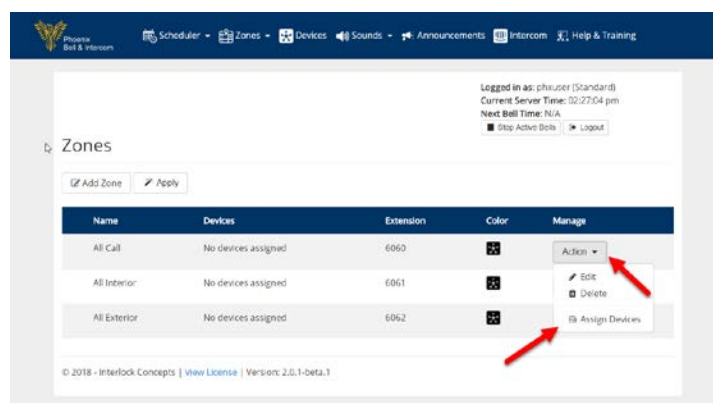 Phoenix
Bell & Intercom
Scheduler Zones Devices Sounds Announcements Intercom Help & Training
Logged in as: phxuser (Standard)
Current Server Time: 02:27:04 pm
Next Bell Time: N/A
Stop Active Bells Logout
Zones
Add Zone Apply
Name Devices Extension Color Manage
All Call No devices assigned 6060 Action
Edit
All Interior No devices assigned 6061
Delete
All Exterior No devices assigned 6062 Assign Devices
© 2018 - Interlock Concepts | View License | Version: 2.0.1-beta.1